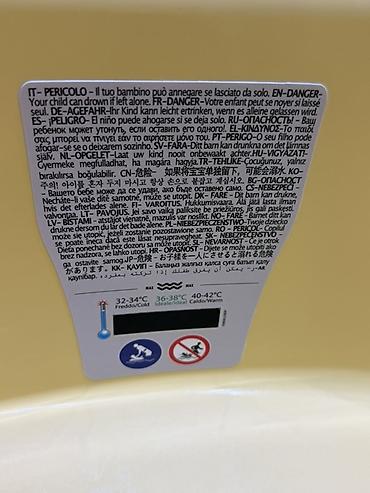 IT- PERICOLO - Il tuo bambino può annegare se lasciato da solo. EN-DANGER-
Your child can drown if left alone. FR-DANGER-Votre enfant peut se noyer si laissé
seul. DE-AGEFAHR-Ihr Kind kann leicht ertrinken, wenn es alleine gelassen wird.
ES- ¡PELIGRO!- El niño puede ahogarse si se deja solo. RU-ОПАСНОСТЬ! – Ваш
ребенок может утонуть, если оставить его одного!. EL-ΚΙΝΔΥΝΟΣ-Το παιδί
σας μπορεί να πνιγεί εάν το αφήσετε μόνο του. PT-PERIGO-O seu filho pode
afogar-se se o deixarem sozinho. SV-FARA-Ditt barn kan drunkna om det lämnas
själv. NL-OPGELET-Laat uw kind nooit onbewaakt achter. HU-VIGYÁZAT!-
Gyermeke megfulladhat, ha magára hagyja. TR-TEHLIKE-Çocuğunuz, yalnız
bırakılırsa boğulabilir. CN-危险- 如果将宝宝单独留下, 可能会溺水. KO-
주의! 아이를 혼자 두지 마시고 항상 손으로 붙잡고 계십시오. BG-ОПАСНОСТ
- Вашето бебе може да се удави, ако бъде оставено само. CS-NEBEZPEČÍ -
Necháte-li vaše dítě samotné, může se utopit. DK - FARE - Dit barn kan drukne,
hvis det efterlades alene. FI- VAROITUS. Hukkumisvaara. Älä jätä lasta ilman
valvontaa. LT- PAVOJUS. Jei savo vaiką paliksite be priežiūros, jis gali paskęsti.
LV- BĪSTAMI - atstājot vienatnē, mazulis var noslīkt. NO - FARE - Barnet ditt kan
drukne dersom du lar det bade alene. PL-NIEBEZPIECZEŃSTWO-Twoje dziecko
może się utopić, jeżeli zostanie pozostawione samo. RO - PERICOL - Copilul
se poate îneca dacă este lăsat nesupravegheat. SK - NEBEZPEČENSTVO -
Dieťa ponechané bez dozoru sa môže utopiť. SL - NEVARNOST - Če je otrok
brez nadzora, se lahko utopi. HR - OPASNOST - Dijete se može utopiti ako
ga ostavite samog. JP-危険 - お子様を一人にさせると溺れる危険
があります。KK- ҚАУІП - Балаңыз жалғыз қалса суға батып қалу
қаупі бар.
MAX MAX
32-34°C 36-38°C 40-42°C
Freddo/Cold Ideale/Ideal Caldo/Warm